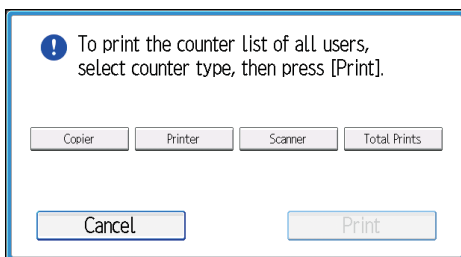 To print the counter list of all users,
select counter type, then press [Print].
Copier Printer Scanner Total Prints
Cancel Print